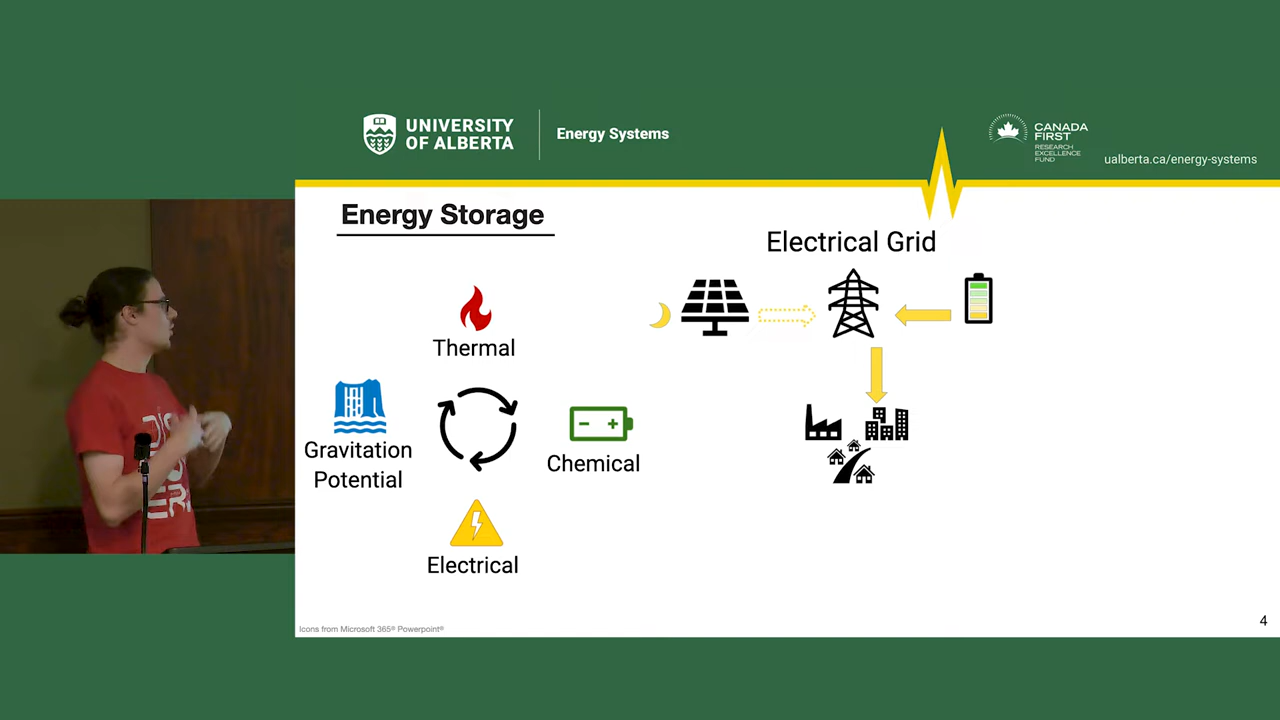 UNIVERSITY
OF ALBERTA
Energy Systems
CANADA
FIRST
RESEARCH
EXCELLENCE
FUND
ualberta.ca/energy-systems
Energy Storage
Electrical Grid
Thermal
Gravitation
Potential
Chemical
Electrical
Icons from Microsoft 365® Powerpoint®
4